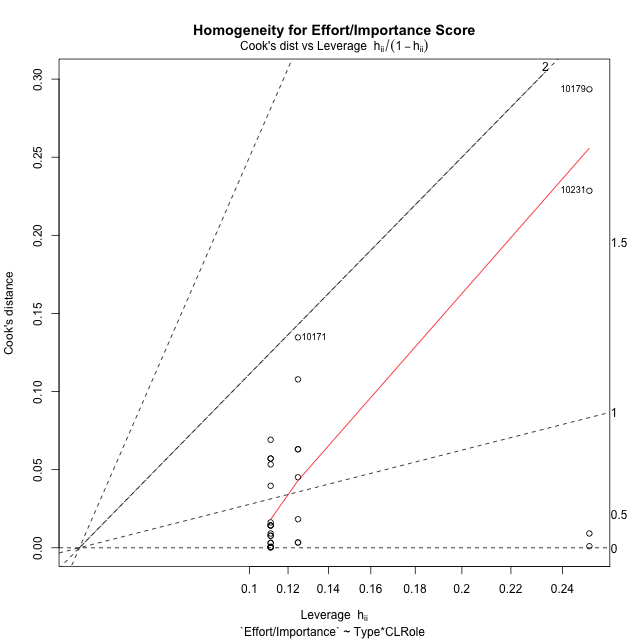 Homogeneity for Effort/Importance Score
Cook's dist vs Leverage hii/(1 − hii)
2
10179
10231
10171
Cook's distance
0.30
0.25
0.20
0.15
0.10
0.05
0.00
1.5
1
0.5
0
0.1 0.12 0.14 0.16 0.18 0.2 0.22 0.24
Leverage hii
`Effort/Importance` ~ Type*CLRole